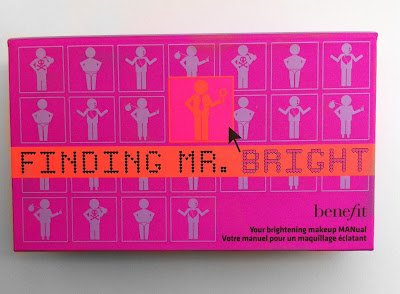 FINDING MR. BRIGHT
benefit
Your brightening makeup MANual
Votre manuel pour un maquillage éclatant